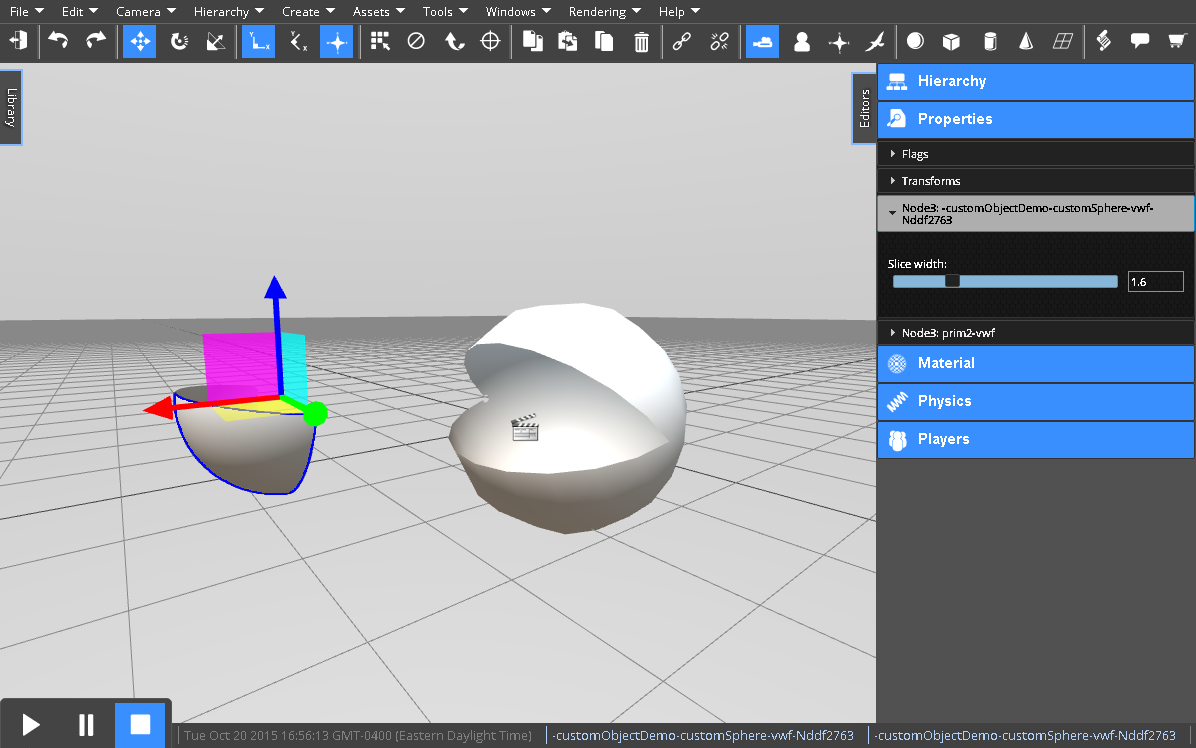 File Edit Camera Hierarchy Create Assets Tools Windows Rendering Help
Library
Editors
Hierarchy
Properties
Flags
Transforms
Node3: -customObjectDemo-customSphere-vwf-
Nddf2763
Slice width:
1.6
Node3: prim2-vwf
Material
Physics
Players
Tue Oct 20 2015 16:56:13 GMT-0400 (Eastern Daylight Time) -customObjectDemo-customSphere-vwf-Nddf2763 -customObjectDemo-customSphere-vwf-Nddf2763